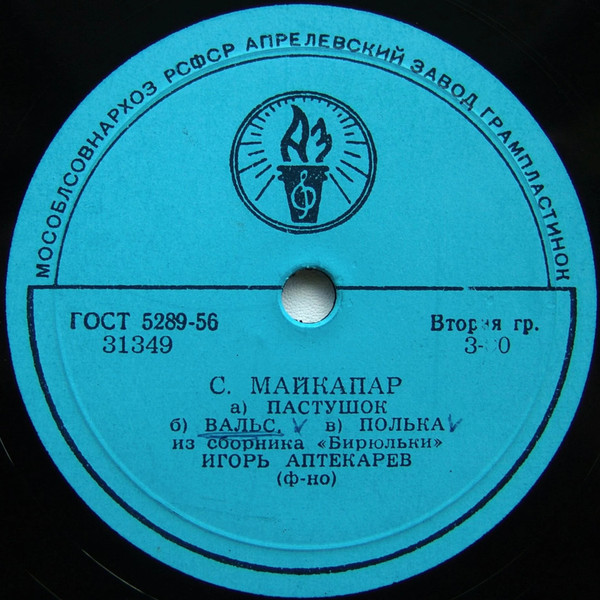 МОСОБЛСОВНАРХОЗ РСФСР АПРЕЛЕВСКИЙ ЗАВОД ГРАМПЛАСТИНОК
АЗ
ГОСТ 5289-56
31349
Вторая гр.
С. МАЙКАПАР
а) ПАСТУШОК
б) ВАЛЬС. в) ПОЛЬКА
из сборника «Бирюльки»
ИГОРЬ АПТЕКАРЕВ
(ф-но)